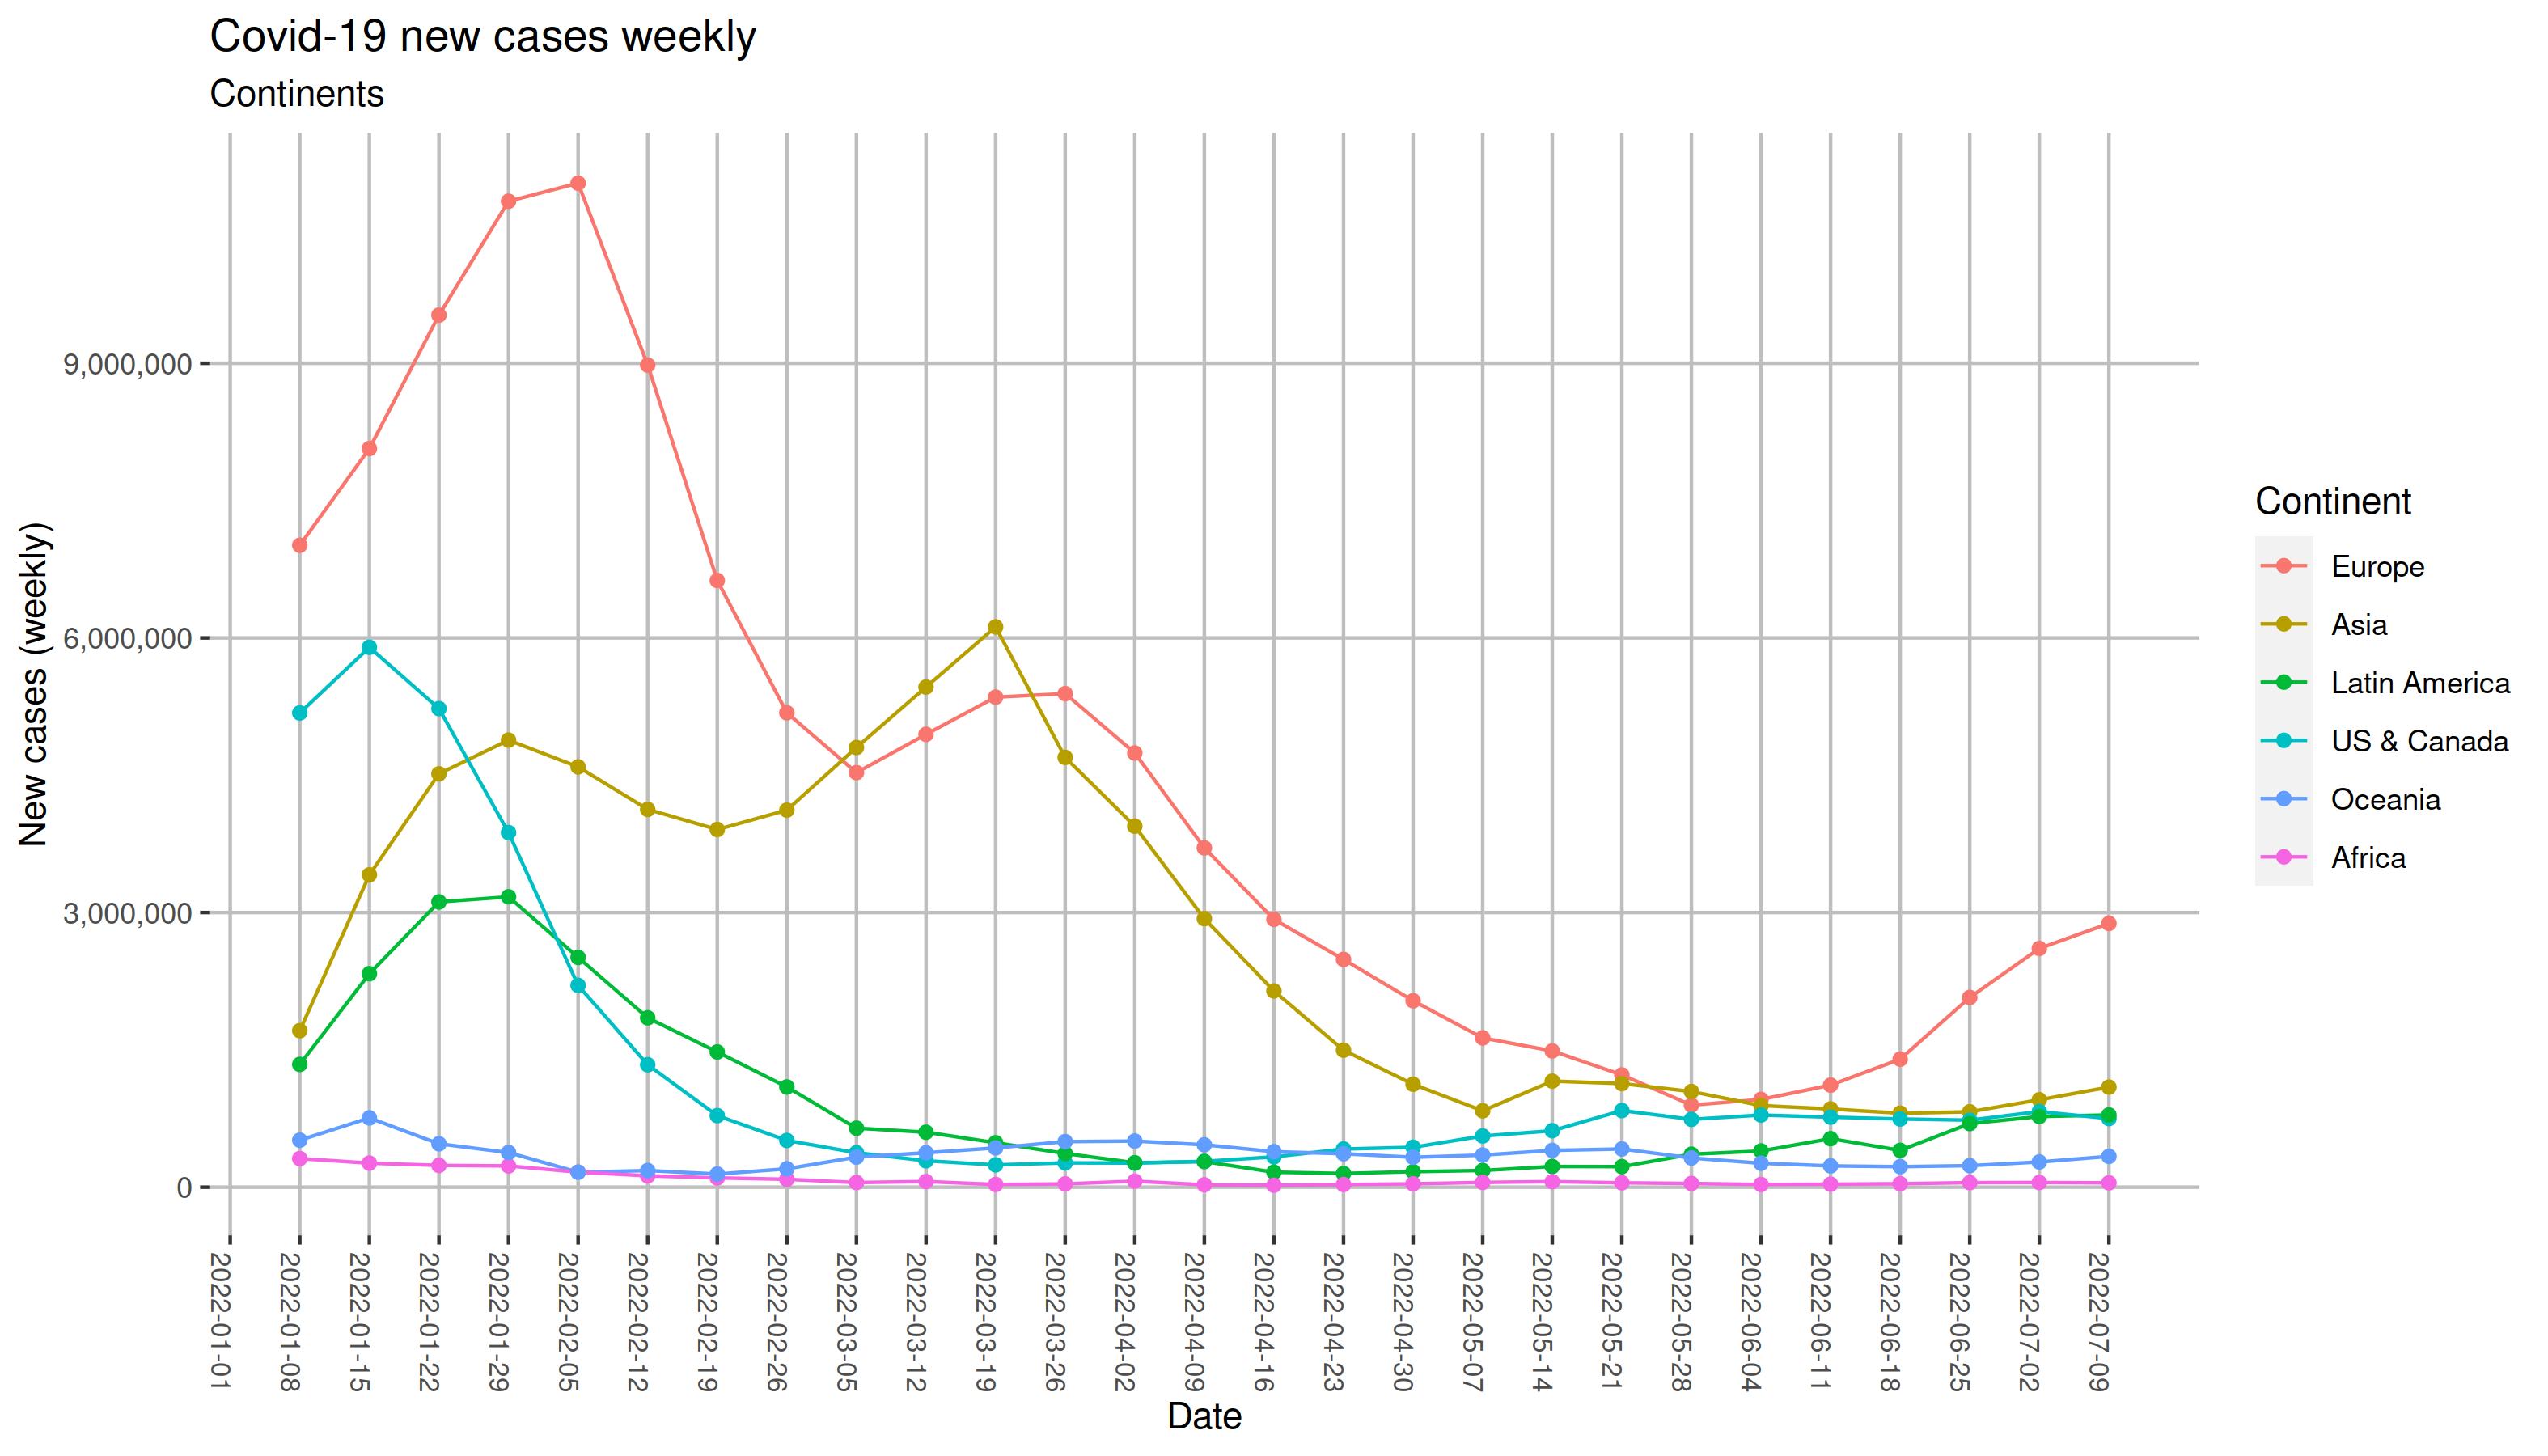 Covid-19 new cases weekly
Continents
New cases (weekly)
9,000,000
6,000,000
3,000,000
0
2022-01-01
2022-01-08
2022-01-15
2022-01-22
2022-01-29
2022-02-05
2022-02-12
2022-02-19
2022-02-26
2022-03-05
2022-03-12
2022-03-19
2022-03-26
2022-04-02
2022-04-09
2022-04-16
2022-04-23
2022-04-30
2022-05-07
2022-05-14
2022-05-21
2022-05-28
2022-06-04
2022-06-11
2022-06-18
2022-06-25
2022-07-02
2022-07-09
Date
Continent
Europe
Asia
Latin America
US & Canada
Oceania
Africa